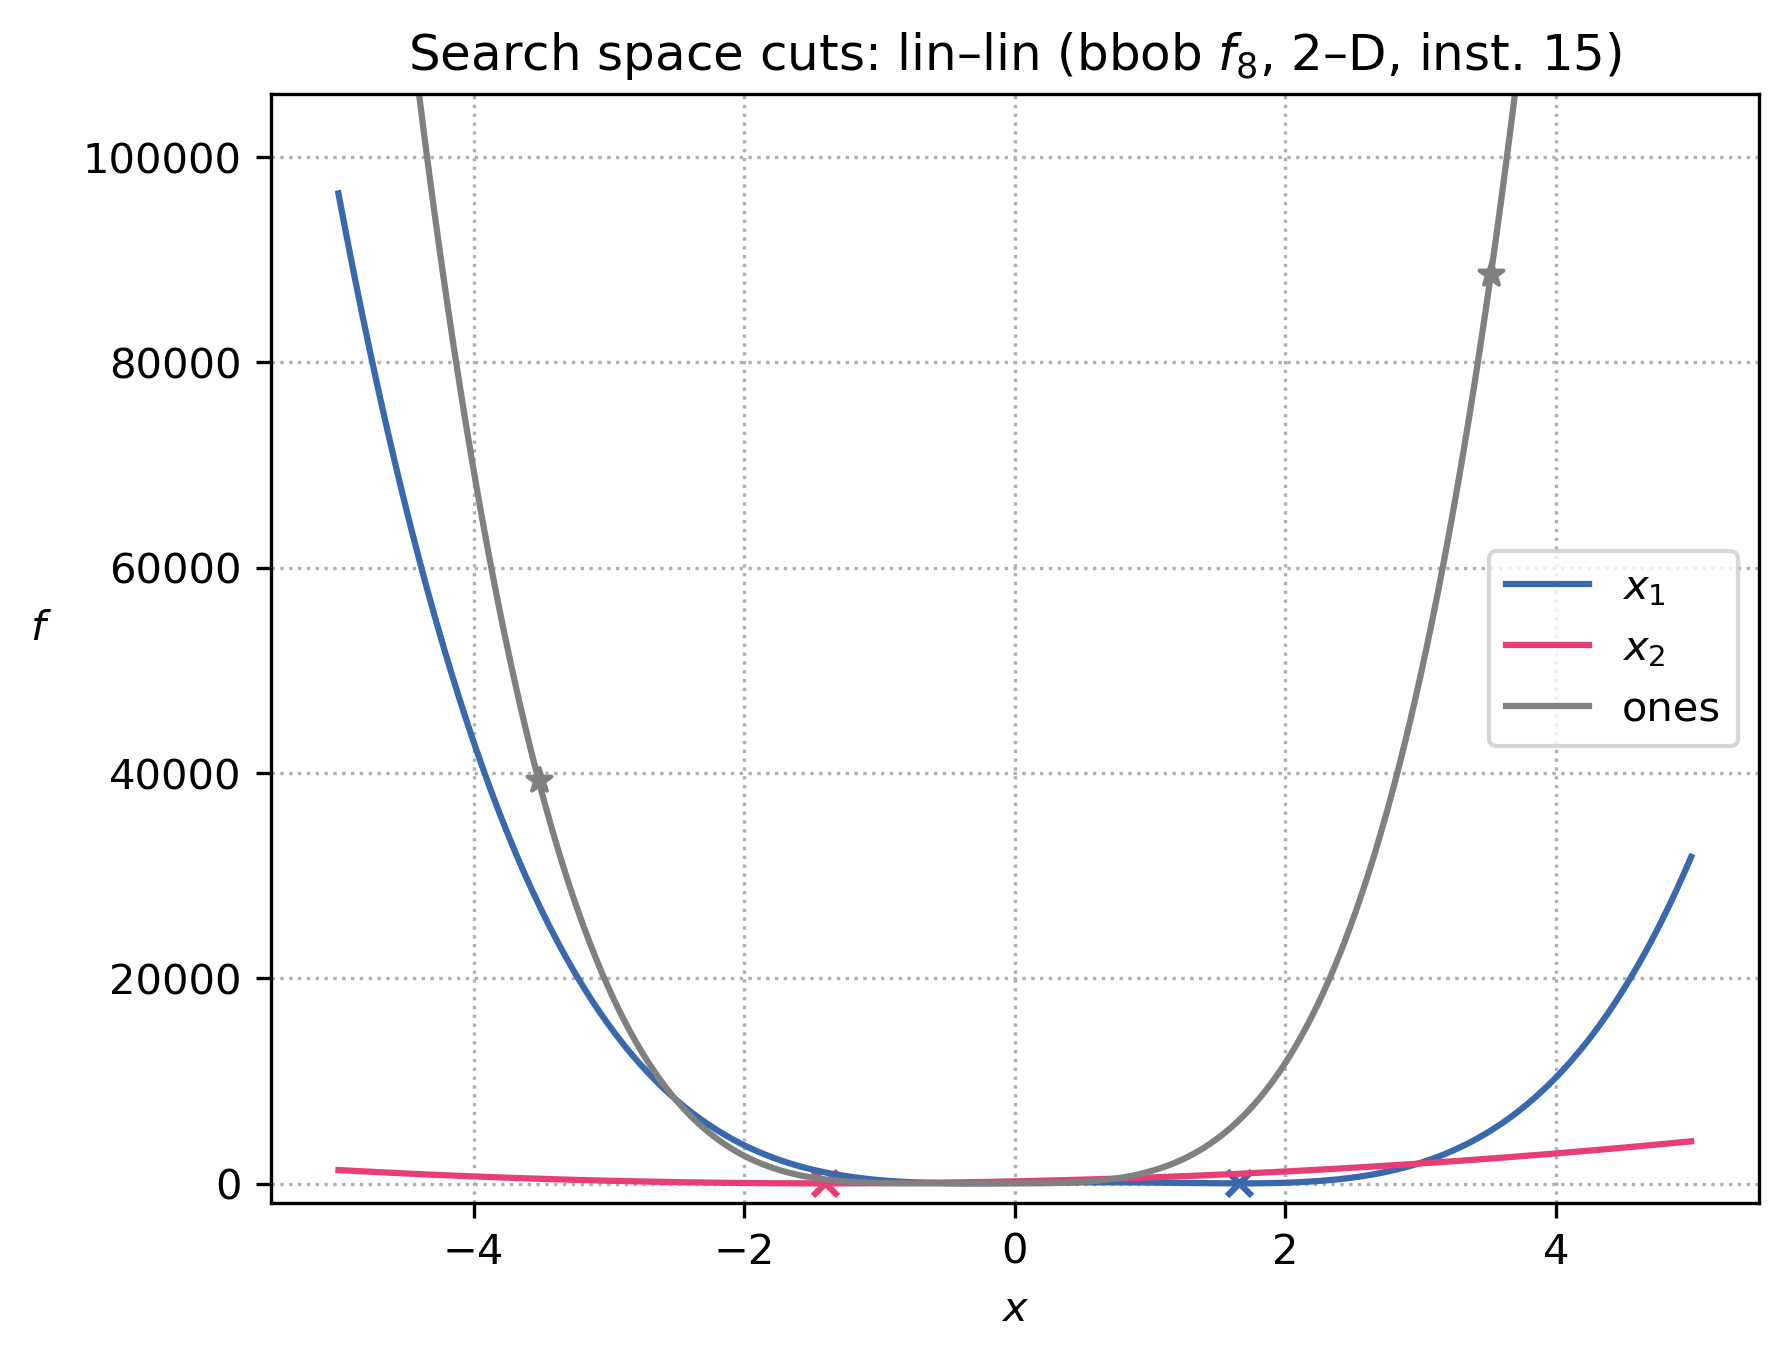 Search space cuts: lin–lin (bbob f₈, 2–D, inst. 15)
100000
80000
60000
f
40000
20000
0
x₁
x₂
ones
−4 −2 0 2 4
x